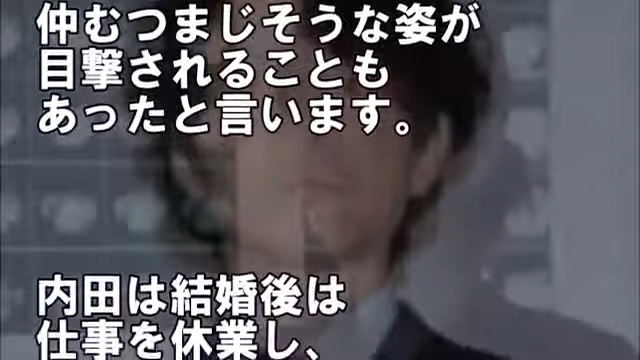 仲むつまじそうな姿が
目撃されることも
あったと言います。
内田は結婚後は
仕事を休業し、